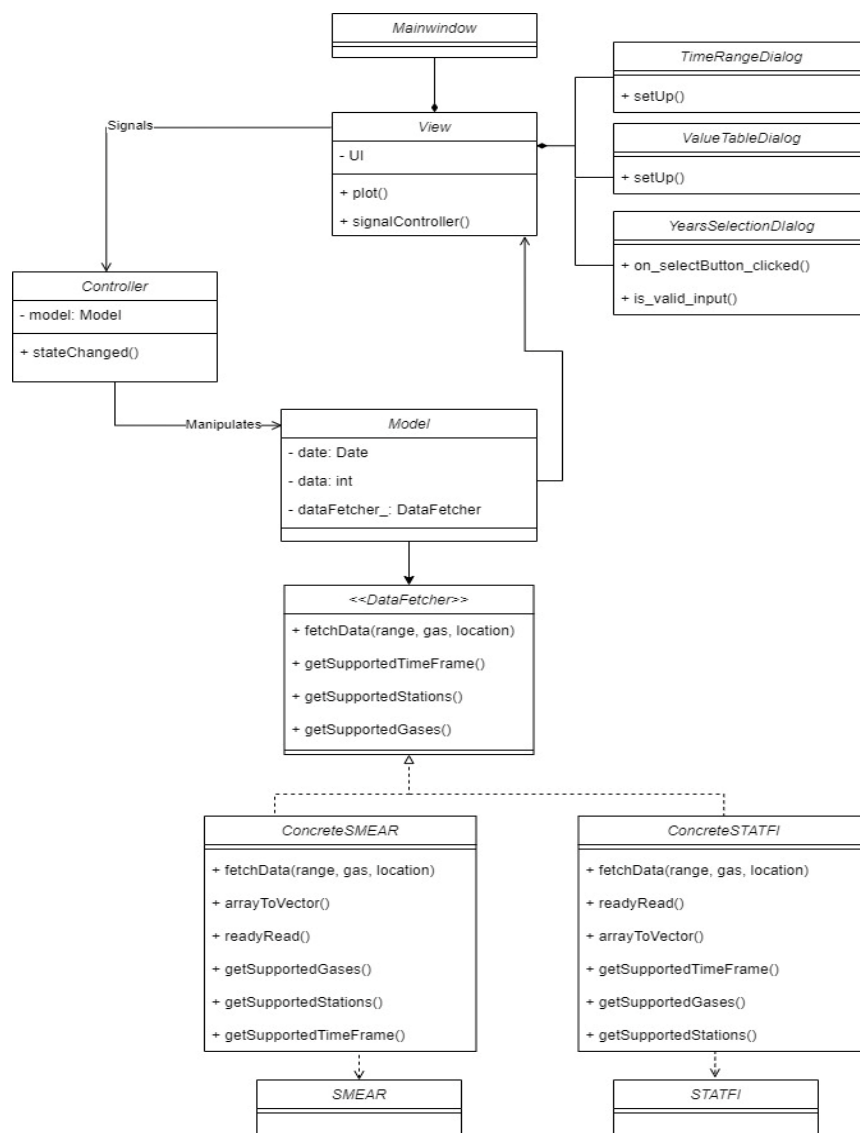 Mainwindow
TimeRangeDialog
+ setUp()
Signals
View
- UI
+ plot()
+ signalController()
ValueTableDialog
+ setUp()
YearsSelectionDIalog
+ on_selectButton_clicked()
+ is_valid_input()
Controller
- model: Model
+ stateChanged()
Manipulates
Model
- date: Date
- data: int
- dataFetcher_: DataFetcher
<<DataFetcher>>
+ fetchData(range, gas, location)
+ getSupportedTimeFrame()
+ getSupportedStations()
+ getSupportedGases()
ConcreteSMEAR
+ fetchData(range, gas, location)
+ arrayToVector()
+ readyRead()
+ getSupportedGases()
+ getSupportedStations()
+ getSupportedTimeFrame()
ConcreteSTATFI
+ fetchData(range, gas, location)
+ readyRead()
+ arrayToVector()
+ getSupportedTimeFrame()
+ getSupportedGases()
+ getSupportedStations()
SMEAR
STATFI